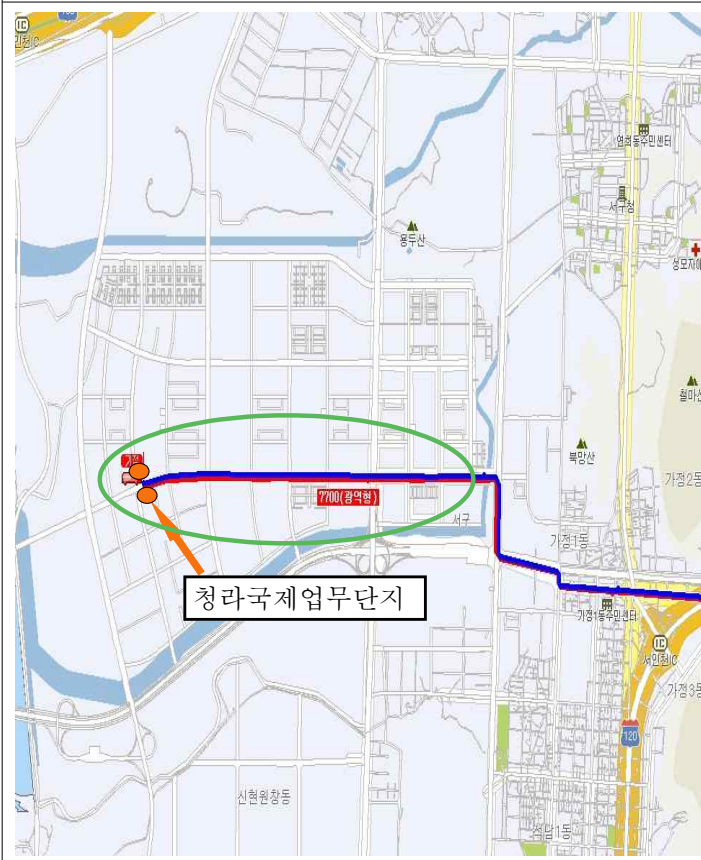 인천IC
연희동주민센터
서구청
용두산
성모자애
철마산
북망산
가정2동
기점
7700(광역형)
서구
가정1동
청라국제업무단지
가정1동주민센터
서인천IC
가정3동
120
신현원창동
석남1동